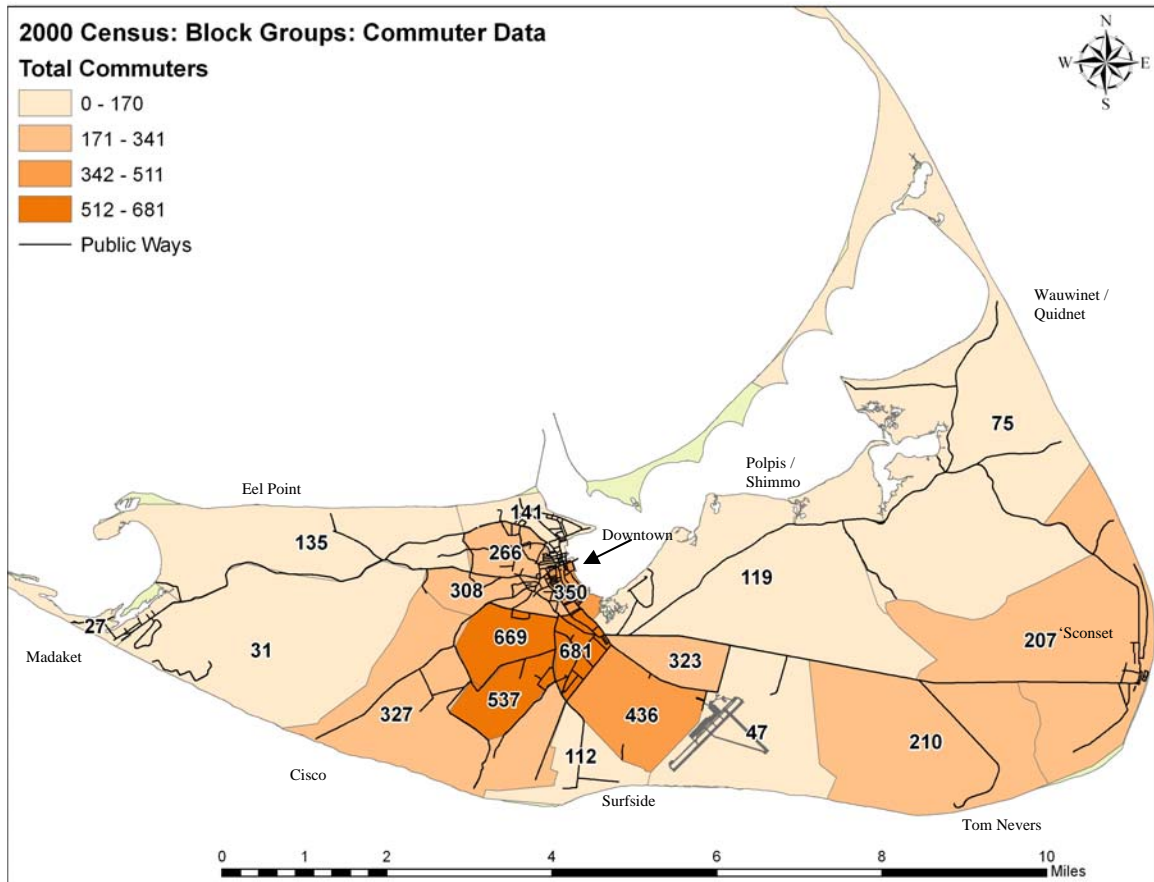 2000 Census: Block Groups: Commuter Data
Total Commuters
0 - 170
171 - 341
342 - 511
512 - 681
Public Ways
N
W E
S
Wauwinet /
Quidnet
75
Polpis /
Shimmo
Eel Point
141
135
Downtown
266
119
308
350
27
Madaket
31
669
681
323
207
'Sconset
537
327
436
47
210
112
Cisco
Surfside
Tom Nevers
0 1 2 4 6 8 10
Miles